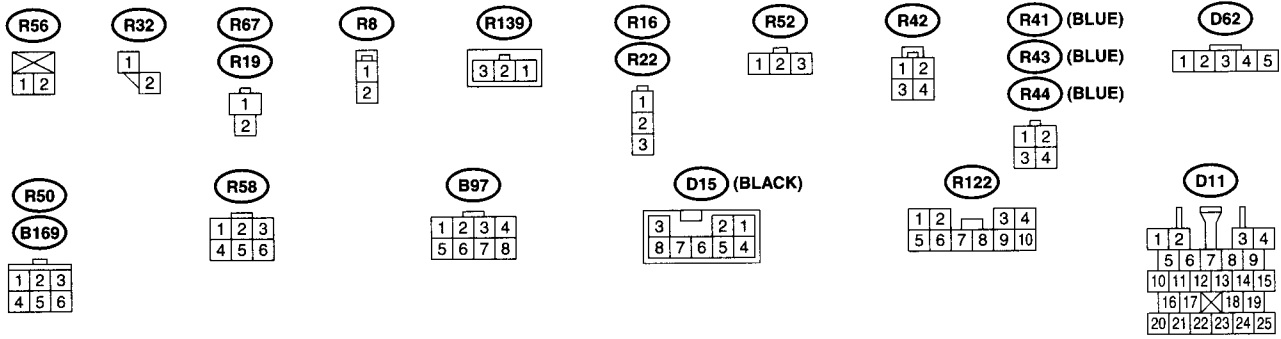 R56
1 2
R32
1
2
R67
R19
1
2
R8
1
2
R139
3 2 1
R16
R22
1
2
3
R52
1 2 3
R42
1 2
3 4
R41 (BLUE)
R43 (BLUE)
R44 (BLUE)
1 2
3 4
D62
1 2 3 4 5
R50
B169
1 2 3
4 5 6
R58
1 2 3
4 5 6
B97
1 2 3 4
5 6 7 8
D15 (BLACK)
3 2 1
8 7 6 5 4
R122
1 2 3 4
5 6 7 8 9 10
D11
1 2 3 4
5 6 7 8 9
10 11 12 13 14 15
16 17 18 19
20 21 22 23 24 25